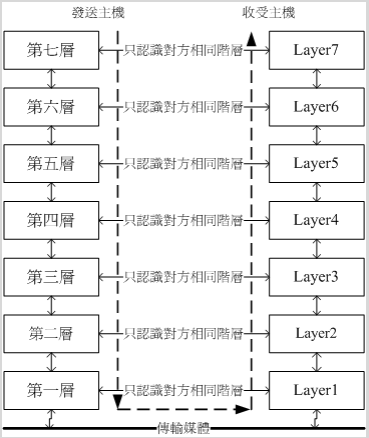 發送主機 收受主機
第七層 只認識對方相同階層 Layer7
第六層 只認識對方相同階層 Layer6
第五層 只認識對方相同階層 Layer5
第四層 只認識對方相同階層 Layer4
第三層 只認識對方相同階層 Layer3
第二層 只認識對方相同階層 Layer2
第一層 只認識對方相同階層 Layer1
傳輸媒體